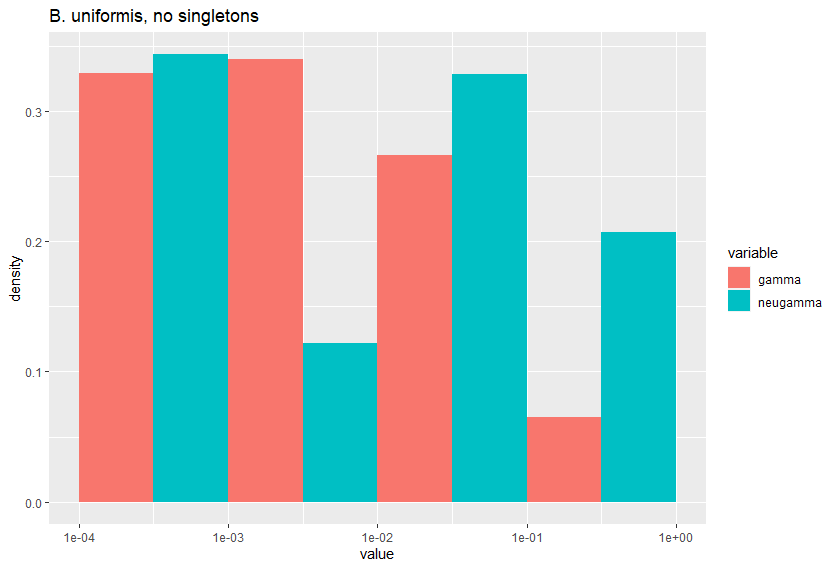 B. uniformis, no singletons
density
0.3
0.2
0.1
0.0
1e-04 1e-03 1e-02 1e-01 1e+00
value
variable
gamma
neugamma